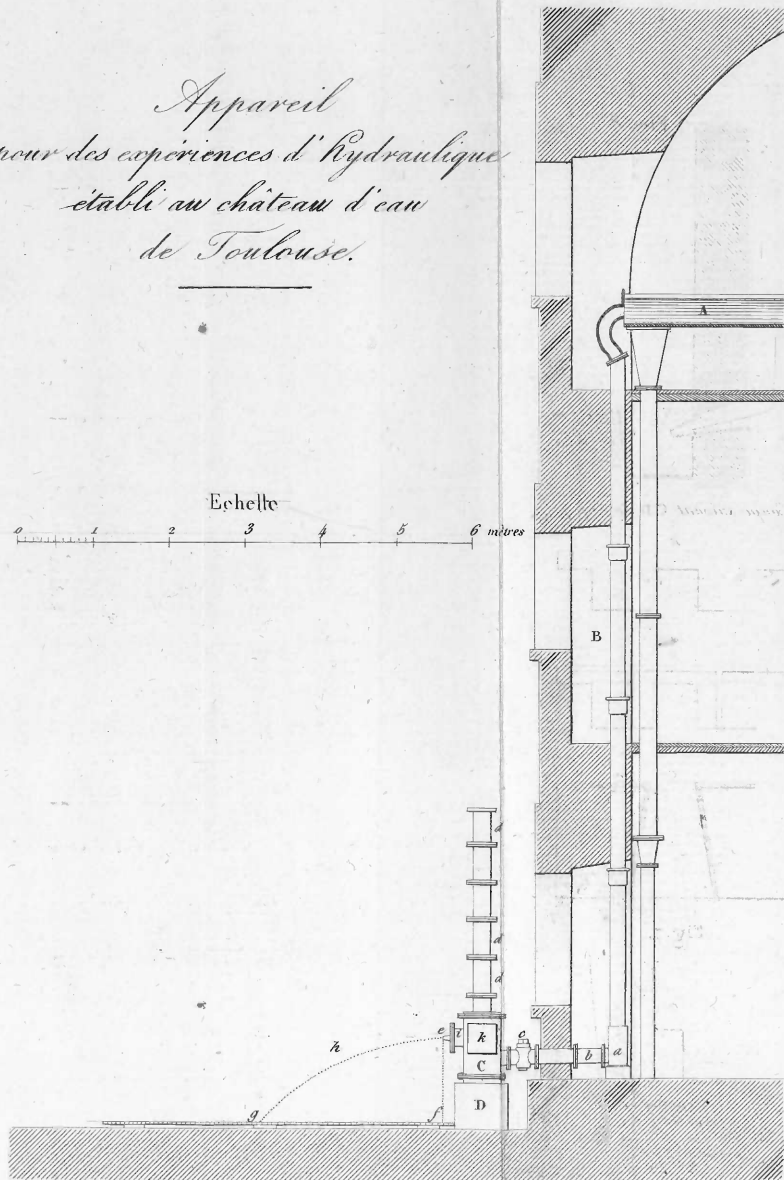 Appareil
pour des expériences d'hydraulique
établi au château d'eau
de Toulouse.
A
Echelle
0 1 2 3 4 5 6 mètres
B
d
d
d
e i k c
h
C b a
D
g f